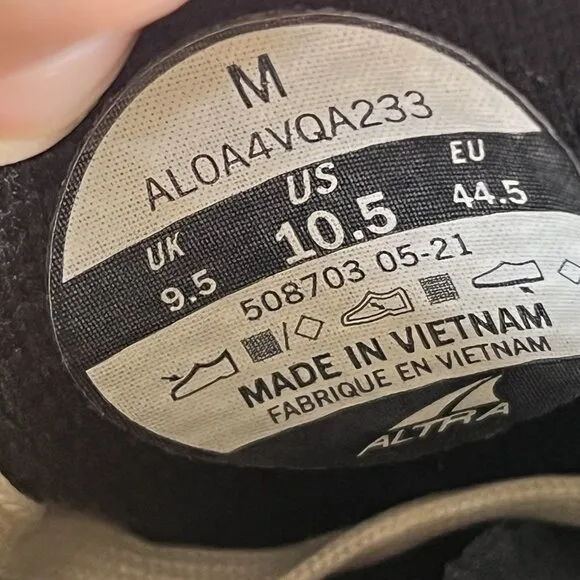 M
AL0A4VQA233
UK US EU
9.5 10.5 44.5
508703 05-21
MADE IN VIETNAM
FABRIQUE EN VIETNAM
ALTRA